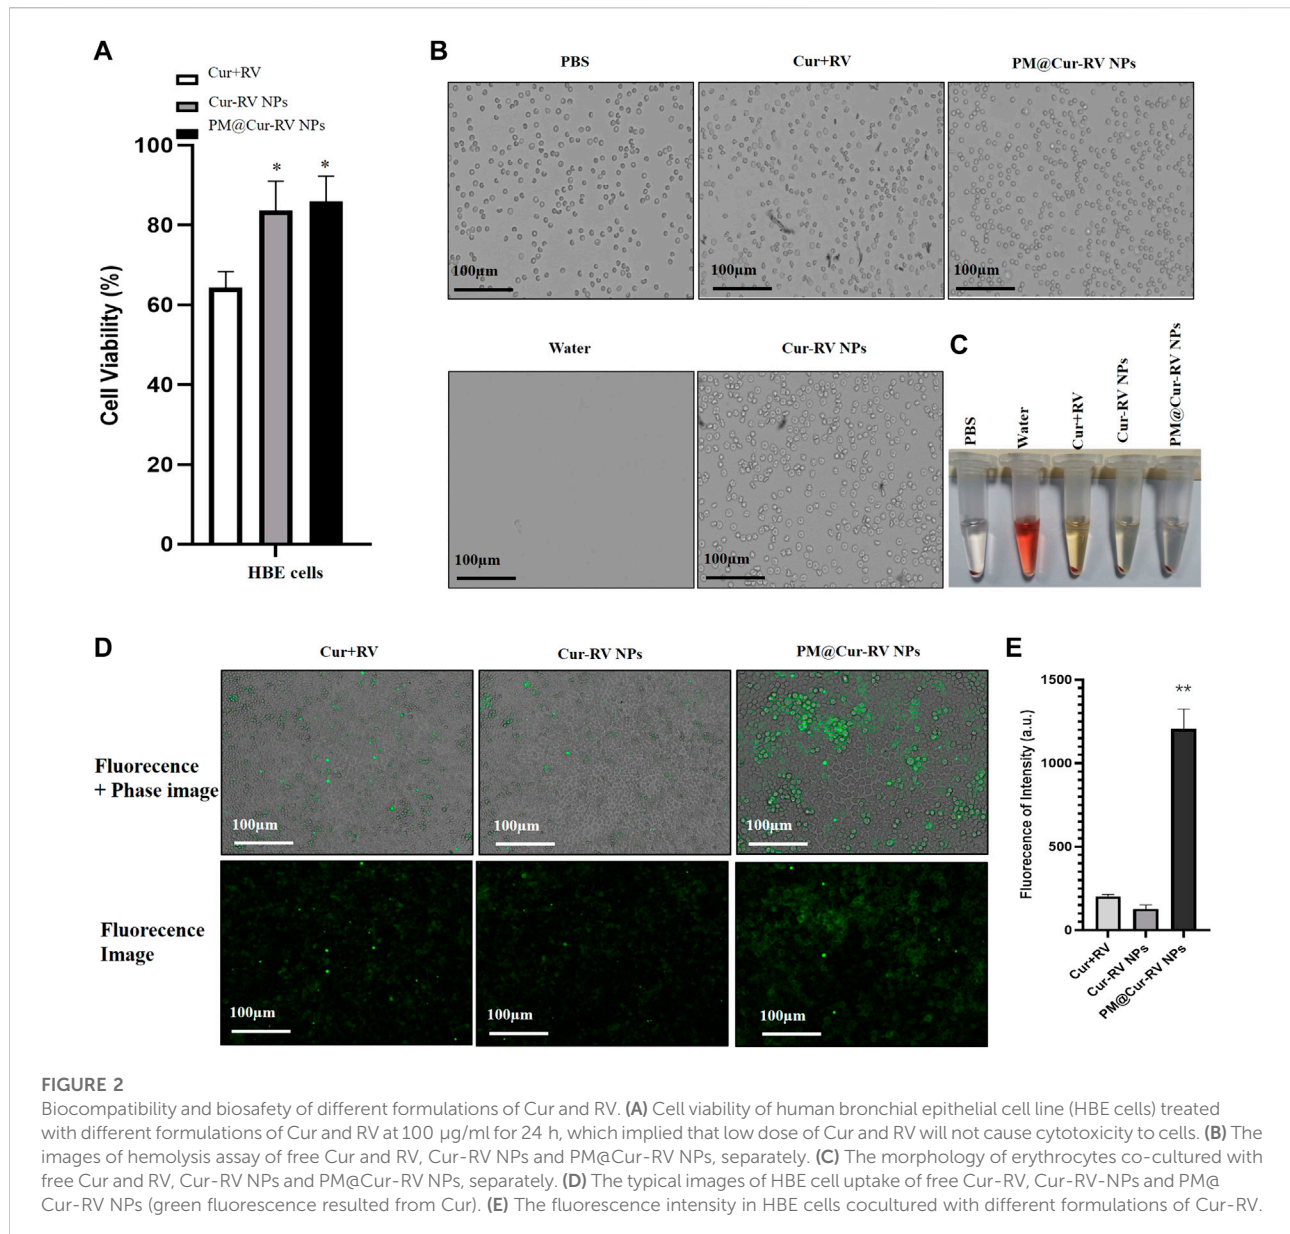 A
Cur+RV
Cur-RV NPs
PM@Cur-RV NPs
Cell Viability (%)
100
80
60
40
20
0
*
*
HBE cells
B
PBS
Cur+RV
PM@Cur-RV NPs
100µm
100µm
100µm
Water
Cur-RV NPs
100µm
100µm
C
PBS
Water
Cur+RV
Cur-RV NPs
PM@Cur-RV NPs
D
Cur+RV
Cur-RV NPs
PM@Cur-RV NPs
Fluorecence
+ Phase image
100µm
100µm
100µm
Fluorecence
Image
100µm
100µm
100µm
E
Fluorecence of Intensity (a.u.)
1500
1000
500
0
**
Cur+RV
Cur-RV NPs
PM@Cur-RV NPs
FIGURE 2
Biocompatibility and biosafety of different formulations of Cur and RV. (A) Cell viability of human bronchial epithelial cell line (HBE cells) treated
with different formulations of Cur and RV at 100 µg/ml for 24 h, which implied that low dose of Cur and RV will not cause cytotoxicity to cells. (B) The
images of hemolysis assay of free Cur and RV, Cur-RV NPs and PM@Cur-RV NPs, separately. (C) The morphology of erythrocytes co-cultured with
free Cur and RV, Cur-RV NPs and PM@Cur-RV NPs, separately. (D) The typical images of HBE cell uptake of free Cur-RV, Cur-RV-NPs and PM@
Cur-RV NPs (green fluorescence resulted from Cur). (E) The fluorescence intensity in HBE cells cocultured with different formulations of Cur-RV.